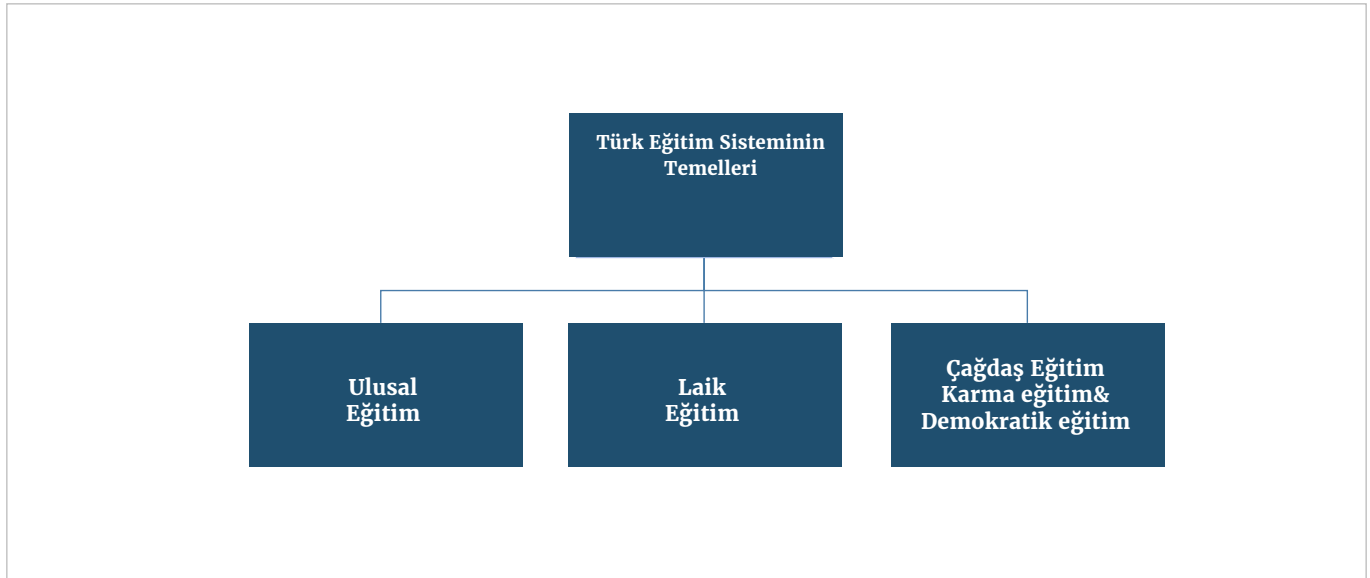 Türk Eğitim Sisteminin
Temelleri
Ulusal
Eğitim
Laik
Eğitim
Çağdaş Eğitim
Karma eğitim&
Demokratik eğitim